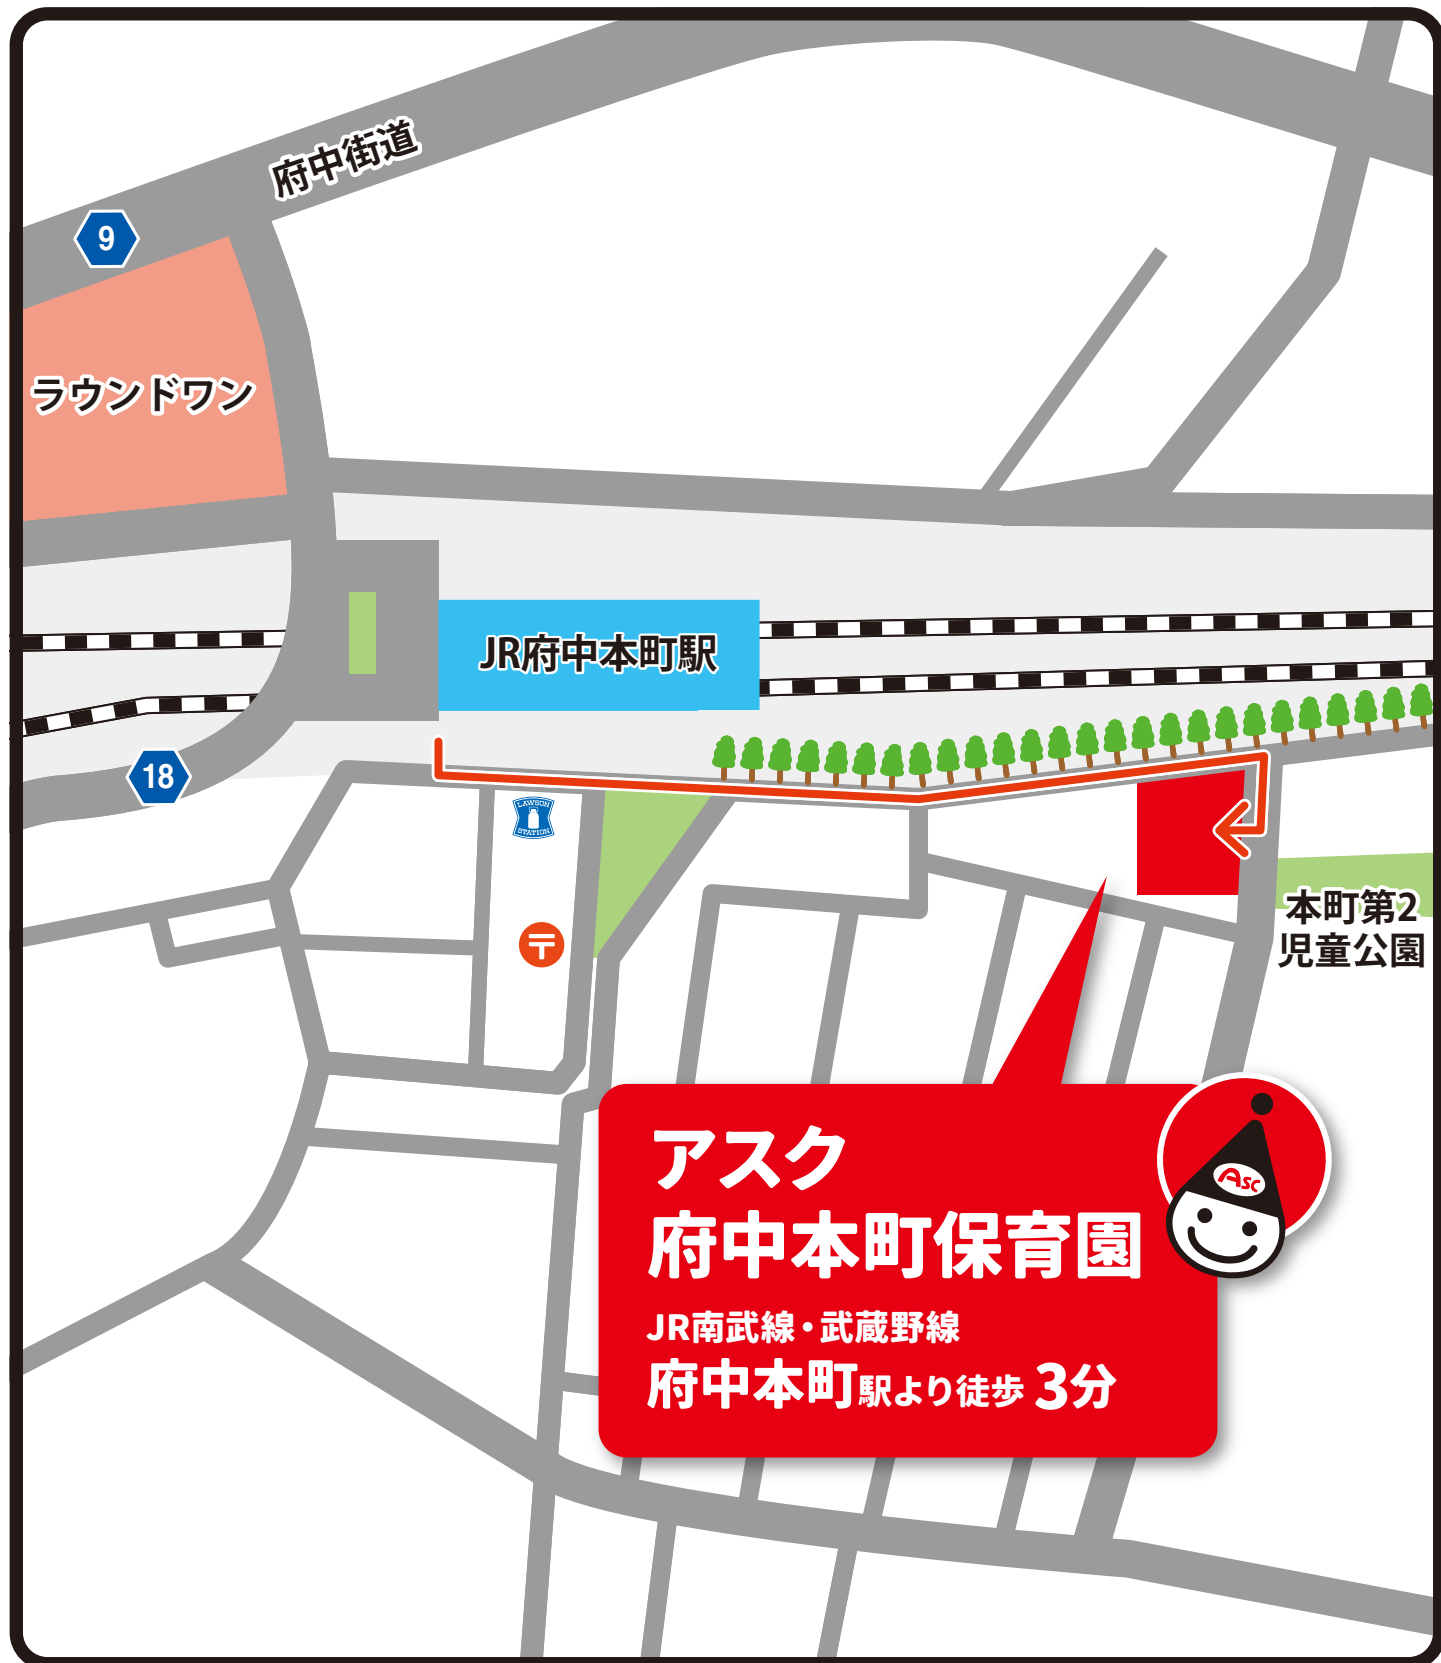 府中街道
9
ラウンドワン
JR府中本町駅
18
LAWSON
STATION
〒
本町第2
児童公園
アスク
府中本町保育園
Asc
JR南武線・武蔵野線
府中本町駅より徒歩 3分